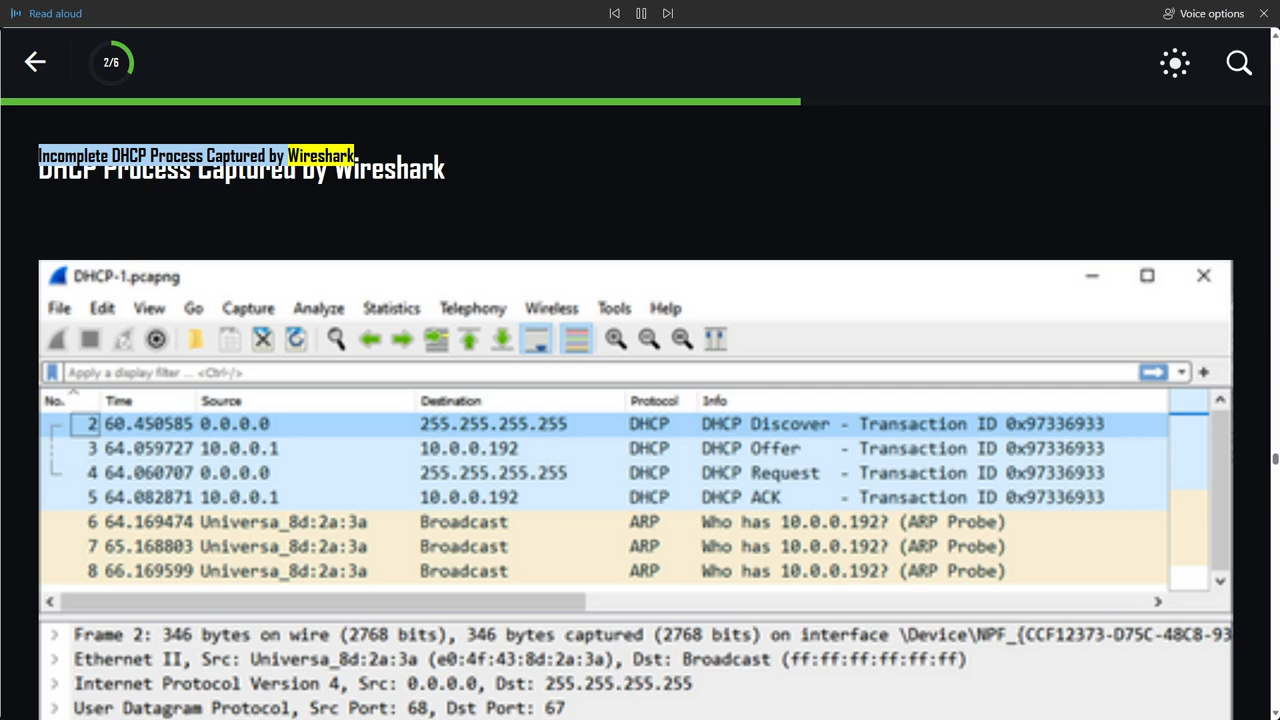 Read aloud
Voice options
2/6
Incomplete DHCP Process Captured by Wireshark
DHCP Process Captured by Wireshark
DHCP-1.pcapng
File Edit View Go Capture Analyze Statistics Telephony Wireless Tools Help
Apply a display filter ... <Ctrl-/>
No. Time Source Destination Protocol Info
2 60.450585 0.0.0.0 255.255.255.255 DHCP DHCP Discover - Transaction ID 0x97336933
3 64.059727 10.0.0.1 10.0.0.192 DHCP DHCP Offer - Transaction ID 0x97336933
4 64.060707 0.0.0.0 255.255.255.255 DHCP DHCP Request - Transaction ID 0x97336933
5 64.082871 10.0.0.1 10.0.0.192 DHCP DHCP ACK - Transaction ID 0x97336933
6 64.169474 Universa_8d:2a:3a Broadcast ARP Who has 10.0.0.192? (ARP Probe)
7 65.168803 Universa_8d:2a:3a Broadcast ARP Who has 10.0.0.192? (ARP Probe)
8 66.169599 Universa_8d:2a:3a Broadcast ARP Who has 10.0.0.192? (ARP Probe)
Frame 2: 346 bytes on wire (2768 bits), 346 bytes captured (2768 bits) on interface \Device\NPF_{CCF12373-D75C-48C8-93
Ethernet II, Src: Universa_8d:2a:3a (e0:4f:43:8d:2a:3a), Dst: Broadcast (ff:ff:ff:ff:ff:ff)
Internet Protocol Version 4, Src: 0.0.0.0, Dst: 255.255.255.255
User Datagram Protocol, Src Port: 68, Dst Port: 67